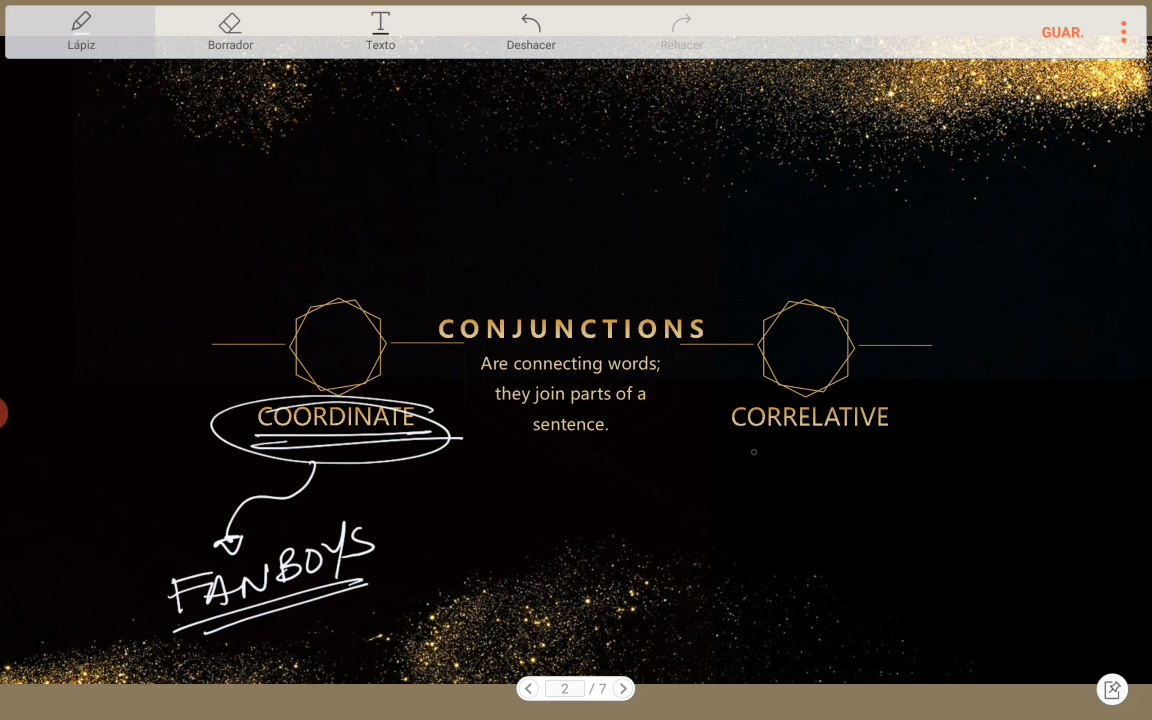 Lápiz
Borrador
Texto
Deshacer
Rehacer
GUAR.
CONJUNCTIONS
Are connecting words;
they join parts of a
sentence.
COORDINATE
CORRELATIVE
FANBOYS
2 / 7